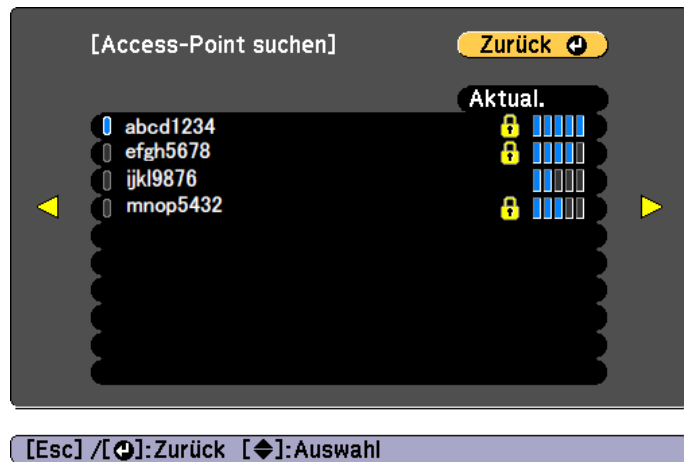 [Access-Point suchen]
Zurück
Aktual.
abcd1234
efgh5678
ijkl9876
mnop5432
[Esc] /[⏎]:Zurück [◆]:Auswahl